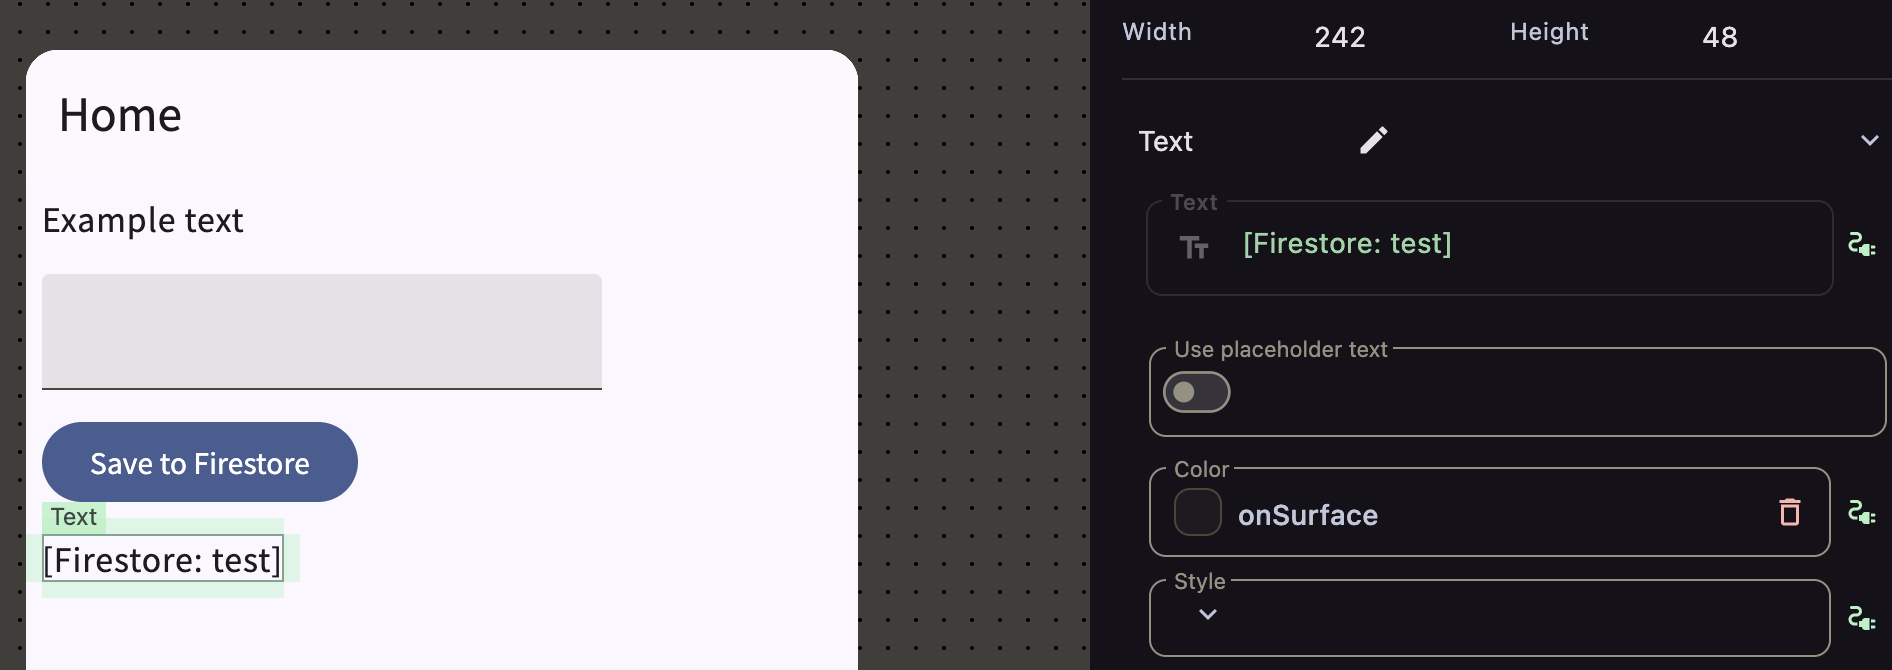 Home
Example text
Save to Firestore
Text
[Firestore: test]
Width 242 Height 48
Text
Text
[Firestore: test]
Use placeholder text
Color
onSurface
Style